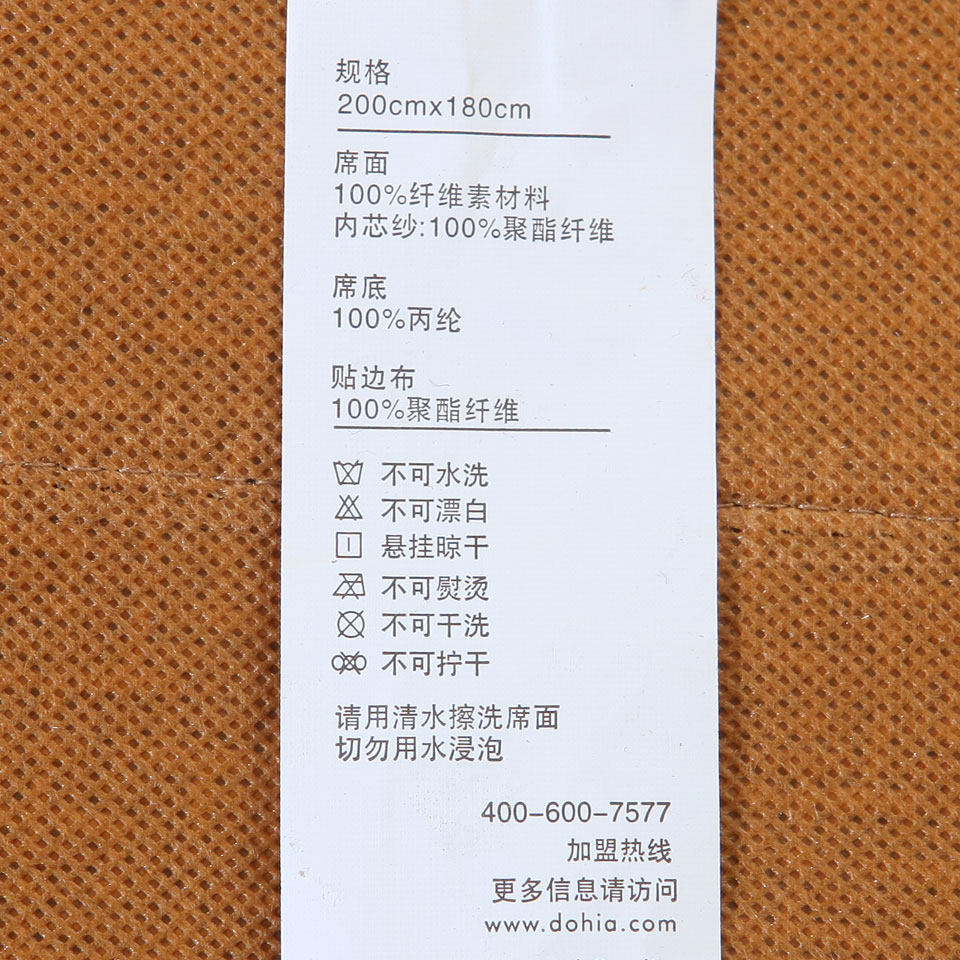 规格
200cmx180cm
席面
100%纤维素材料
内芯纱:100%聚酯纤维
席底
100%丙纶
贴边布
100%聚酯纤维
不可水洗
不可漂白
悬挂晾干
不可熨烫
不可干洗
不可拧干
请用清水擦洗席面
切勿用水浸泡
400-600-7577
加盟热线
更多信息请访问
www.dohia.com